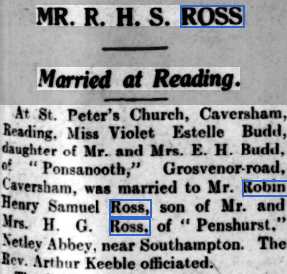 MR. R. H. S. ROSS
Married at Reading.
At St. Peter's Church, Caversham,
Reading, Miss Violet Estelle Budd,
daughter of Mr. and Mrs. E. H. Budd,
of "Ponsanooth," Grosvenor-road,
Caversham, was married to Mr. Robin
Henry Samuel Ross, son of Mr. and
Mrs. H. G. Ross, of "Penshurst,"
Netley Abbey, near Southampton. The
Rev. Arthur Keeble officiated.